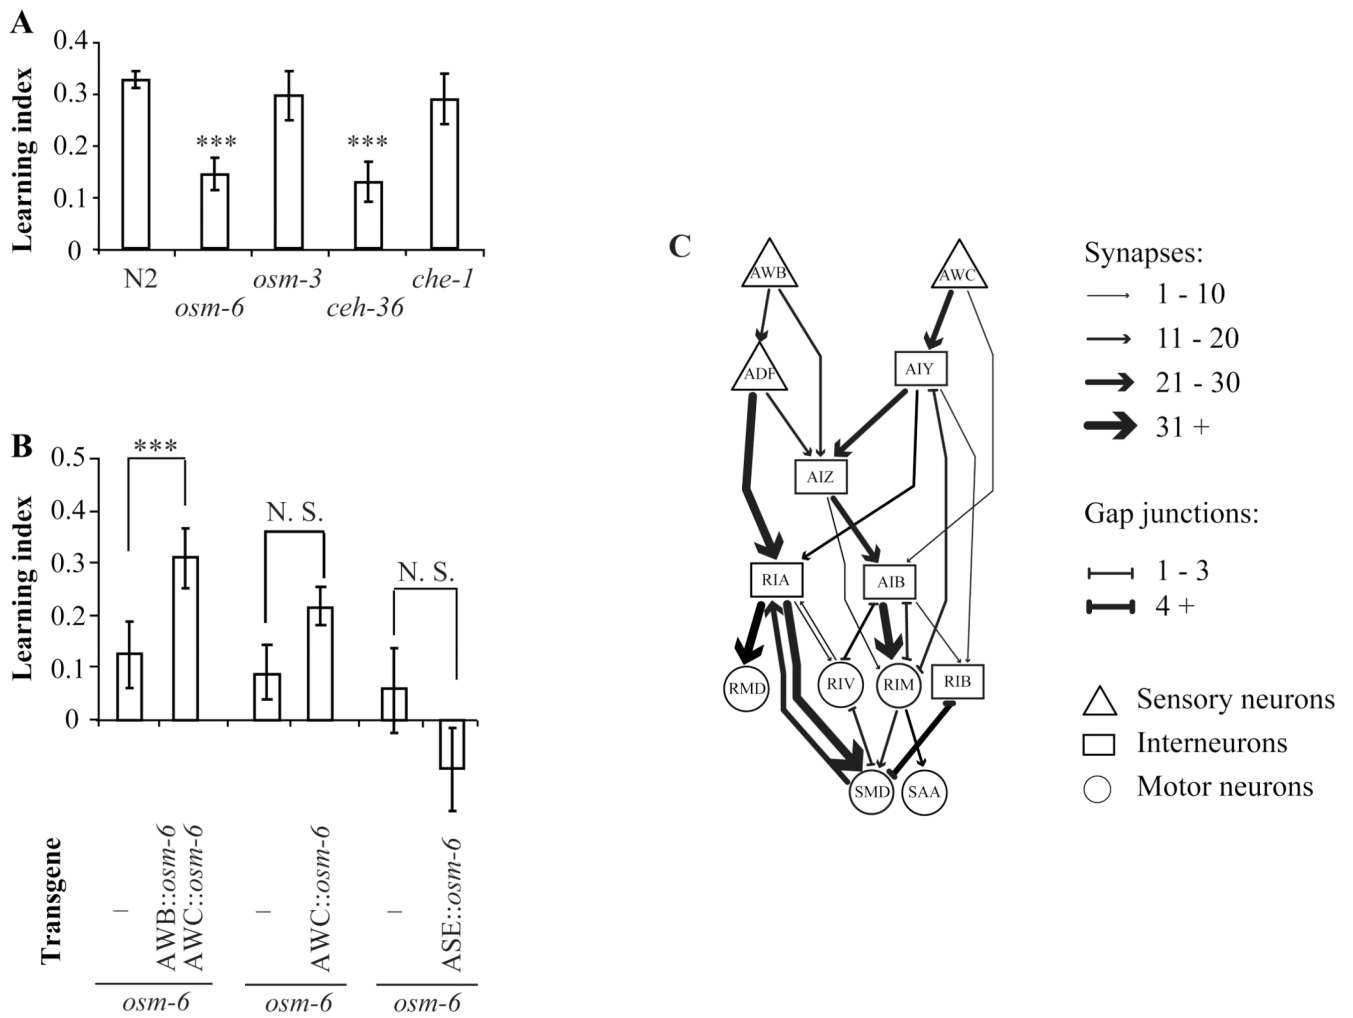 A
Learning index
0.4
0.3
0.2
0.1
0
***
***
N2
osm-6
osm-3
ceh-36
che-1
B
Learning index
0.5
0.4
0.3
0.2
0.1
0
***
N. S.
N. S.
Transgene
–
AWB::osm-6
AWC::osm-6
–
AWC::osm-6
–
ASE::osm-6
osm-6
osm-6
osm-6
C
AWB
AWC
ADF
AIY
AIZ
RIA
AIB
RMD
RIV
RIM
RIB
SMD
SAA
Synapses:
1 - 10
11 - 20
21 - 30
31 +
Gap junctions:
1 - 3
4 +
Sensory neurons
Interneurons
Motor neurons